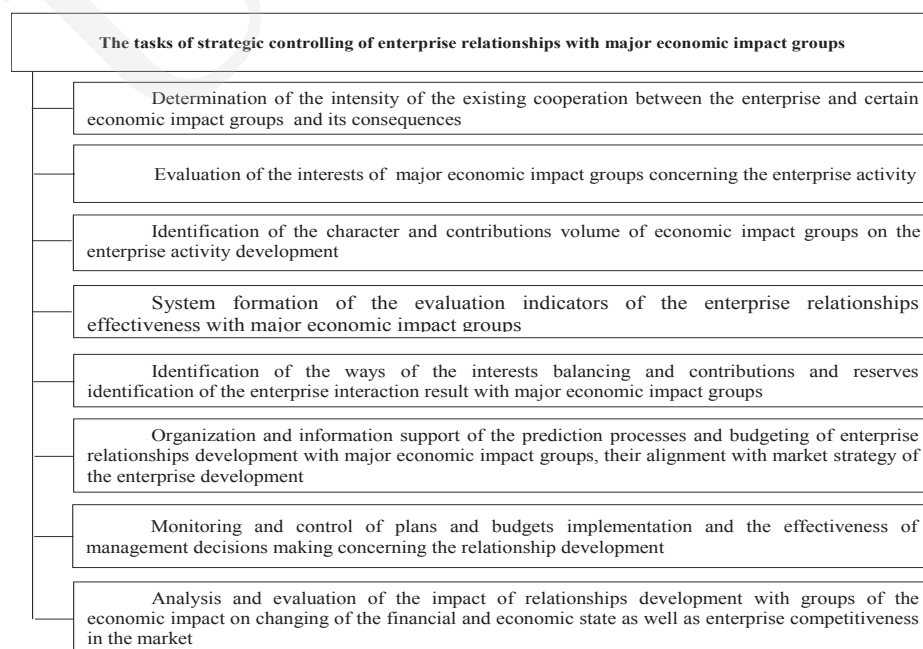 The tasks of strategic controlling of enterprise relationships with major economic impact groups
Determination of the intensity of the existing cooperation between the enterprise and certain
economic impact groups and its consequences
Evaluation of the interests of major economic impact groups concerning the enterprise activity
Identification of the character and contributions volume of economic impact groups on the
enterprise activity development
System formation of the evaluation indicators of the enterprise relationships
effectiveness with major economic impact groups
Identification of the ways of the interests balancing and contributions and reserves
identification of the enterprise interaction result with major economic impact groups
Organization and information support of the prediction processes and budgeting of enterprise
relationships development with major economic impact groups, their alignment with market strategy of
the enterprise development
Monitoring and control of plans and budgets implementation and the effectiveness of
management decisions making concerning the relationship development
Analysis and evaluation of the impact of relationships development with groups of the
economic impact on changing of the financial and economic state as well as enterprise competitiveness
in the market